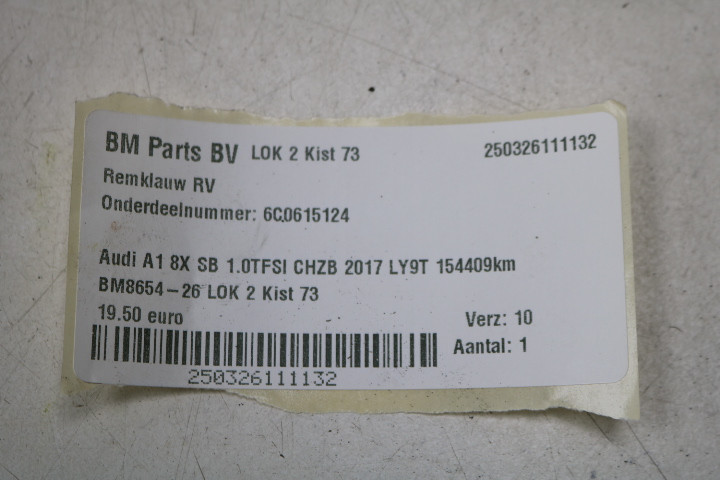 BM Parts BV LOK 2 Kist 73 250326111132
Remklauw RV
Onderdeelnummer: 6C0615124
Audi A1 8X SB 1.0TFSI CHZB 2017 LY9T 154409km
BM8654-26 LOK 2 Kist 73
19.50 euro Verz: 10
Aantal: 1
250326111132